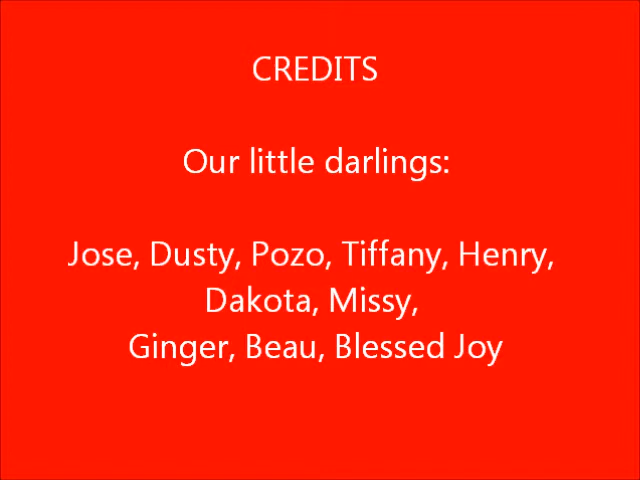 CREDITS
Our little darlings:
Jose, Dusty, Pozo, Tiffany, Henry,
Dakota, Missy,
Ginger, Beau, Blessed Joy